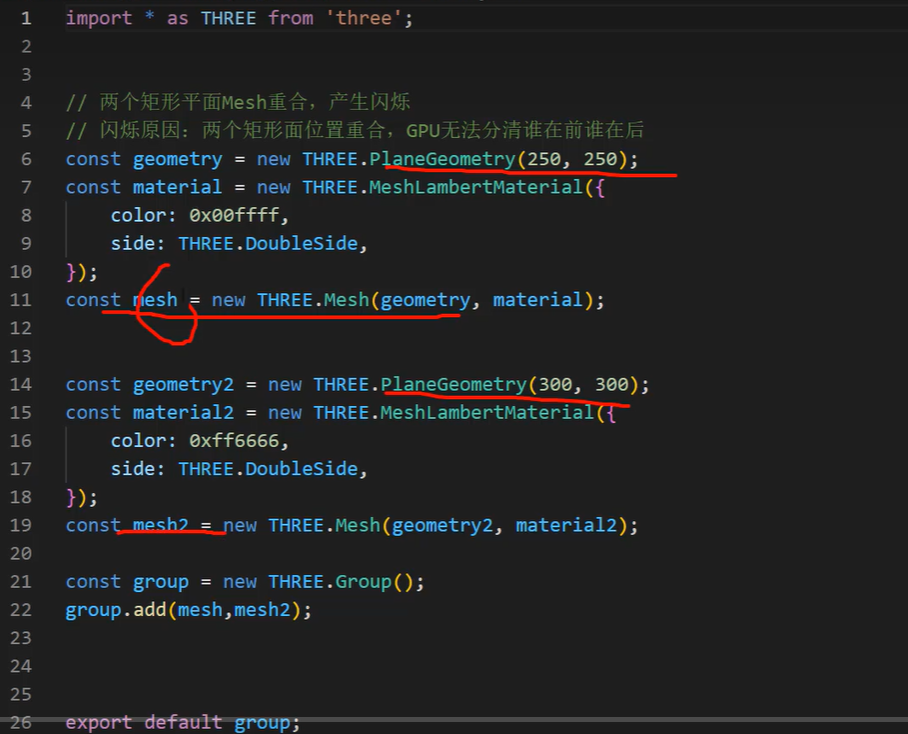 1 import * as THREE from 'three';
2
3
4 // 两个矩形平面Mesh重合，产生闪烁
5 // 闪烁原因：两个矩形面位置重合，GPU无法分清谁在前谁在后
6 const geometry = new THREE.PlaneGeometry(250, 250);
7 const material = new THREE.MeshLambertMaterial({
8 color: 0x00ffff,
9 side: THREE.DoubleSide,
10 });
11 const mesh = new THREE.Mesh(geometry, material);
12
13
14 const geometry2 = new THREE.PlaneGeometry(300, 300);
15 const material2 = new THREE.MeshLambertMaterial({
16 color: 0xff6666,
17 side: THREE.DoubleSide,
18 });
19 const mesh2 = new THREE.Mesh(geometry2, material2);
20
21 const group = new THREE.Group();
22 group.add(mesh,mesh2);
23
24
25
26 export default group;